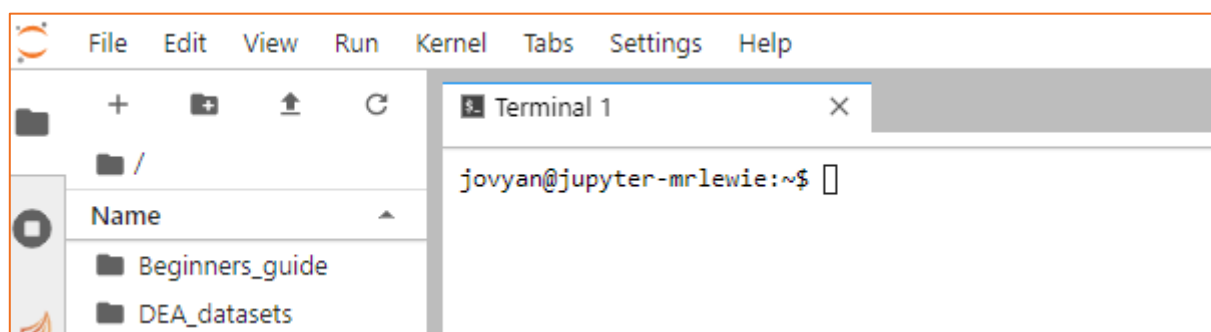 File Edit View Run Kernel Tabs Settings Help
Terminal 1
/
jovyan@jupyter-mrlewie:~$
Name
Beginners_guide
DEA_datasets